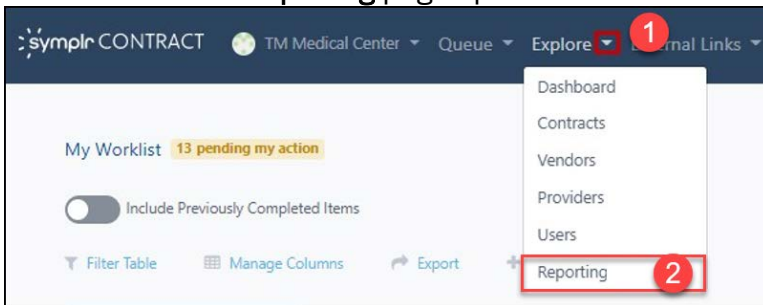 symplr CONTRACT TM Medical Center Queue Explore 1 rnal Links
Dashboard
Contracts
My Worklist 13 pending my action
Vendors
Providers
Include Previously Completed Items
Users
Filter Table Manage Columns Export
Reporting 2